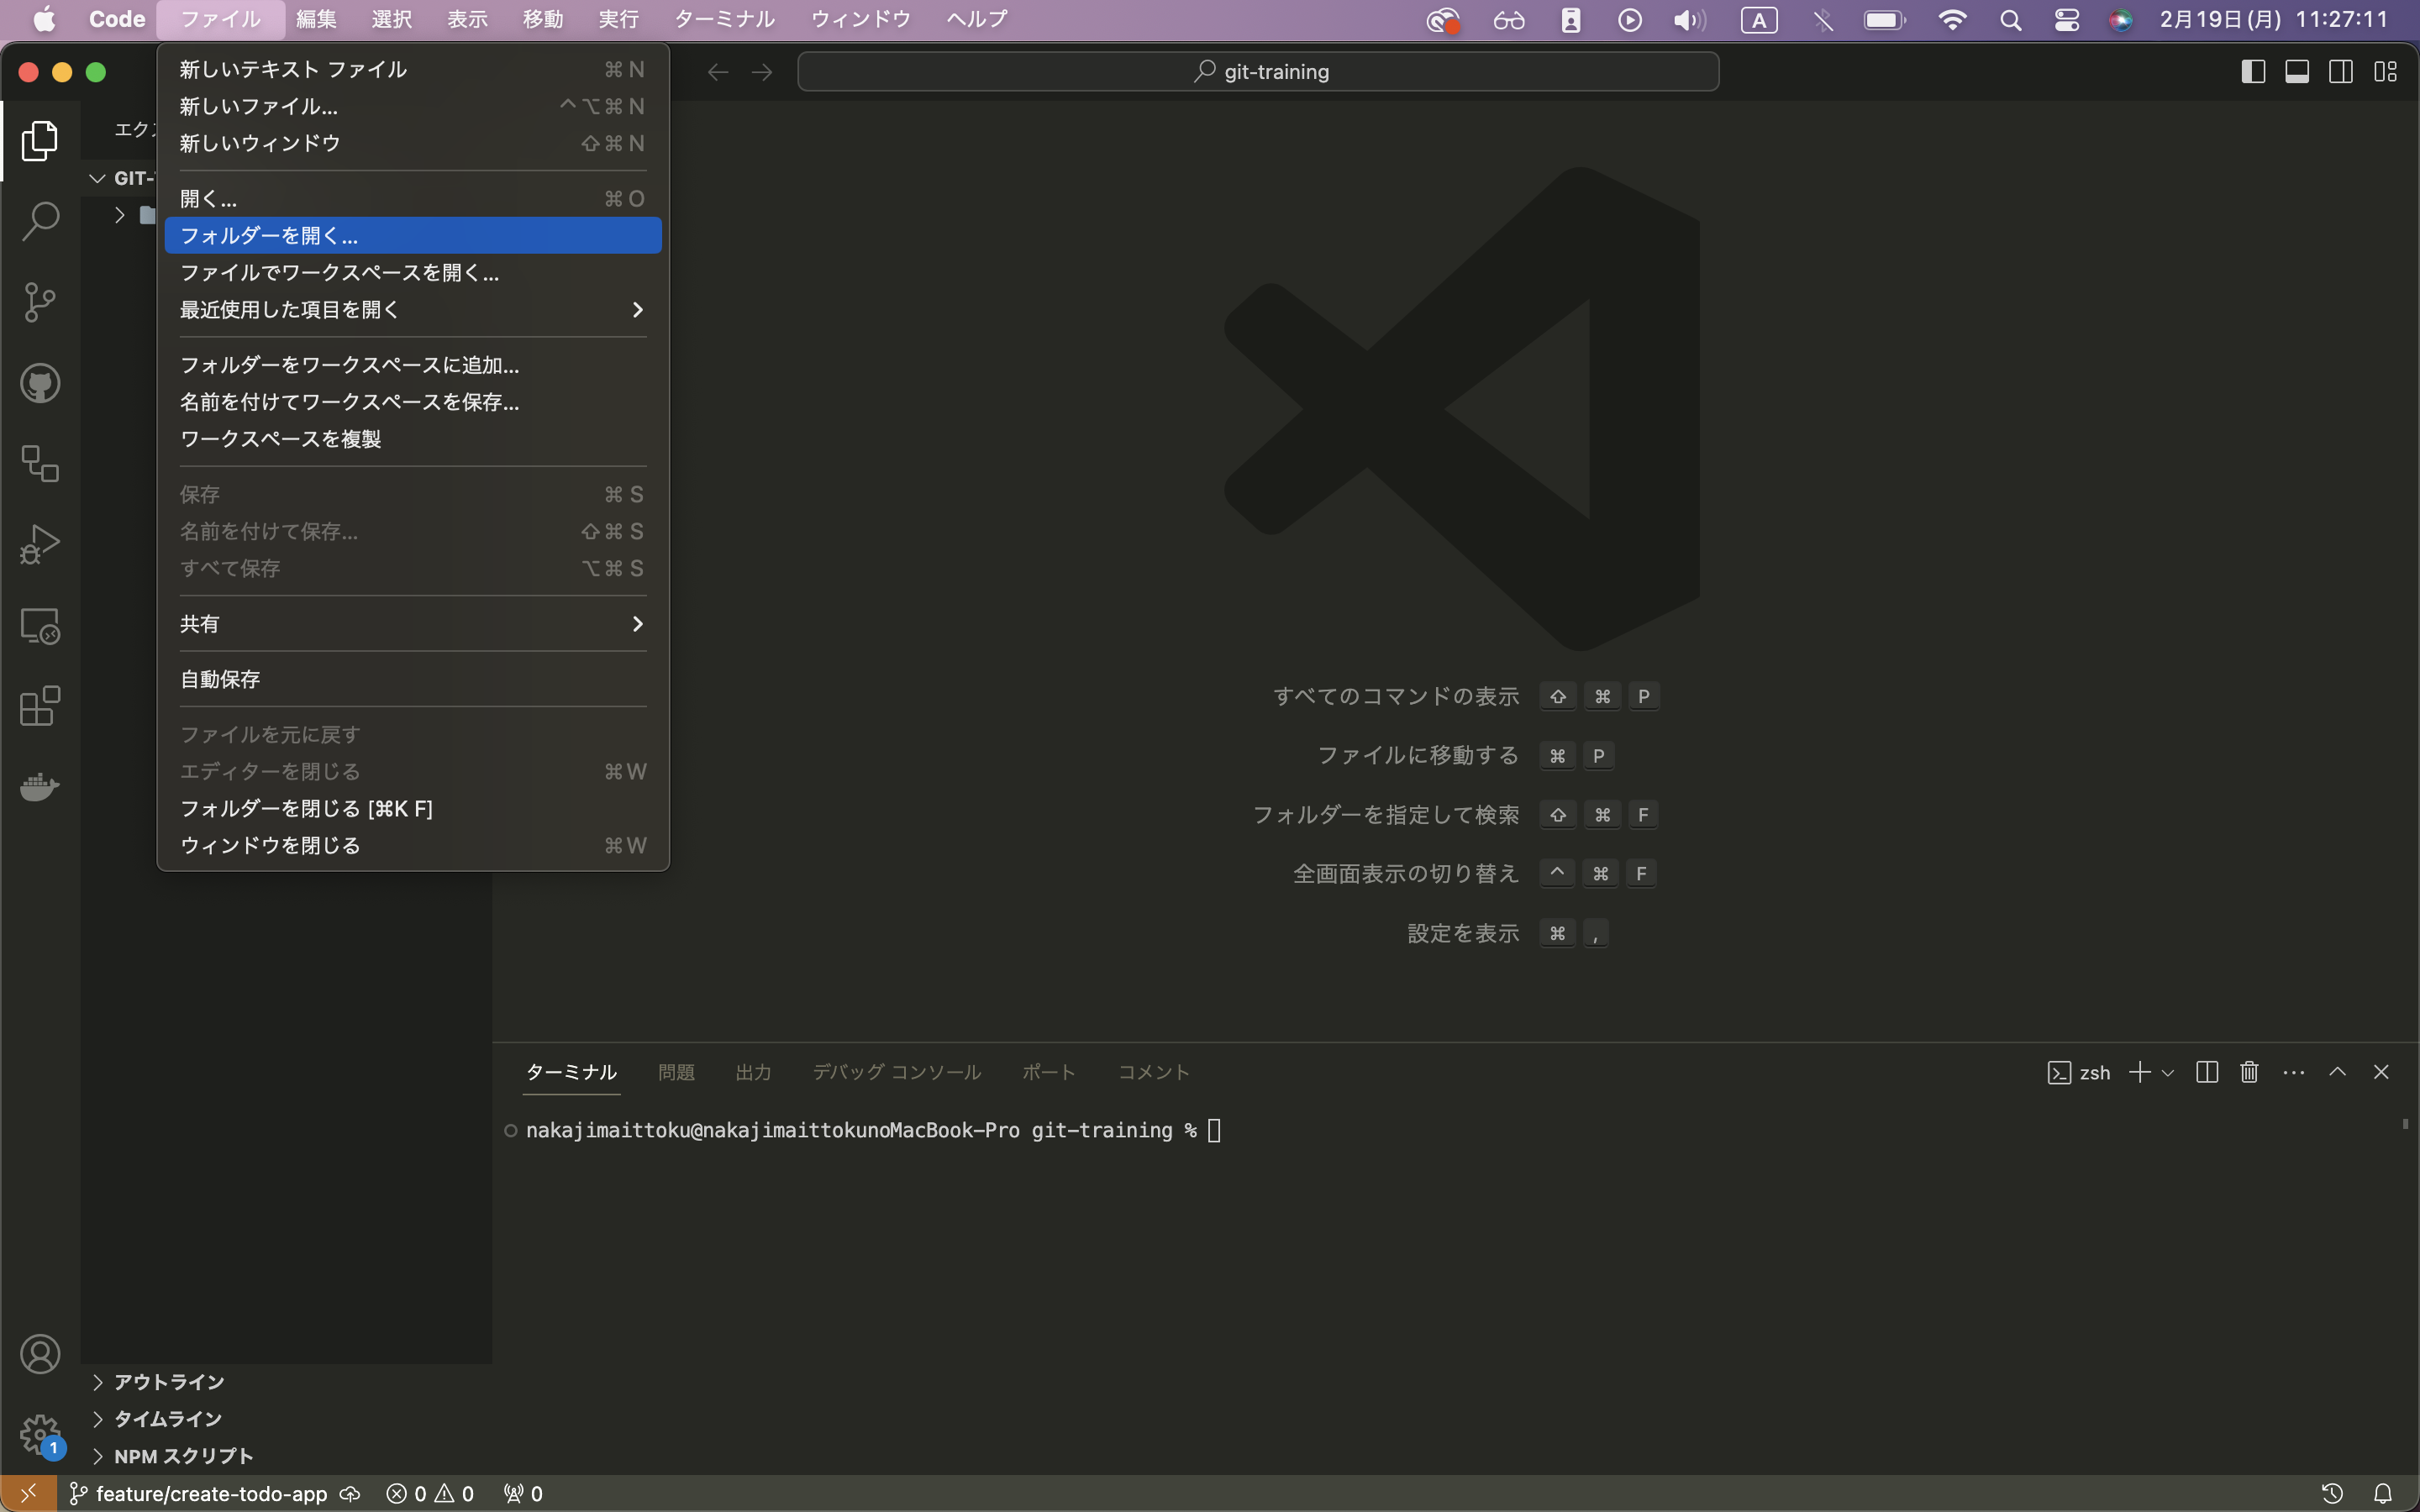 Code ファイル 編集 選択 表示 移動 実行 ターミナル ウィンドウ ヘルプ A 2月19日(月) 11:27:11
git-training
新しいテキスト ファイル ⌘ N
新しいファイル... ^⌥⌘ N
新しいウィンドウ ⇧⌘ N
開く... ⌘ O
フォルダーを開く...
ファイルでワークスペースを開く...
最近使用した項目を開く
フォルダーをワークスペースに追加...
名前を付けてワークスペースを保存...
ワークスペースを複製
保存 ⌘ S
名前を付けて保存... ⇧⌘ S
すべて保存 ⌥⌘ S
共有
自動保存
ファイルを元に戻す
エディターを閉じる ⌘W
フォルダーを閉じる [⌘K F]
ウィンドウを閉じる ⌘W
エク
GIT-
すべてのコマンドの表示 ⇧ ⌘ P
ファイルに移動する ⌘ P
フォルダーを指定して検索 ⇧ ⌘ F
全画面表示の切り替え ^ ⌘ F
設定を表示 ⌘ ,
ターミナル 問題 出力 デバッグ コンソール ポート コメント zsh
nakajimaittoku@nakajimaittokunoMacBook-Pro git-training %
アウトライン
タイムライン
NPM スクリプト
1
feature/create-todo-app 0 0 0